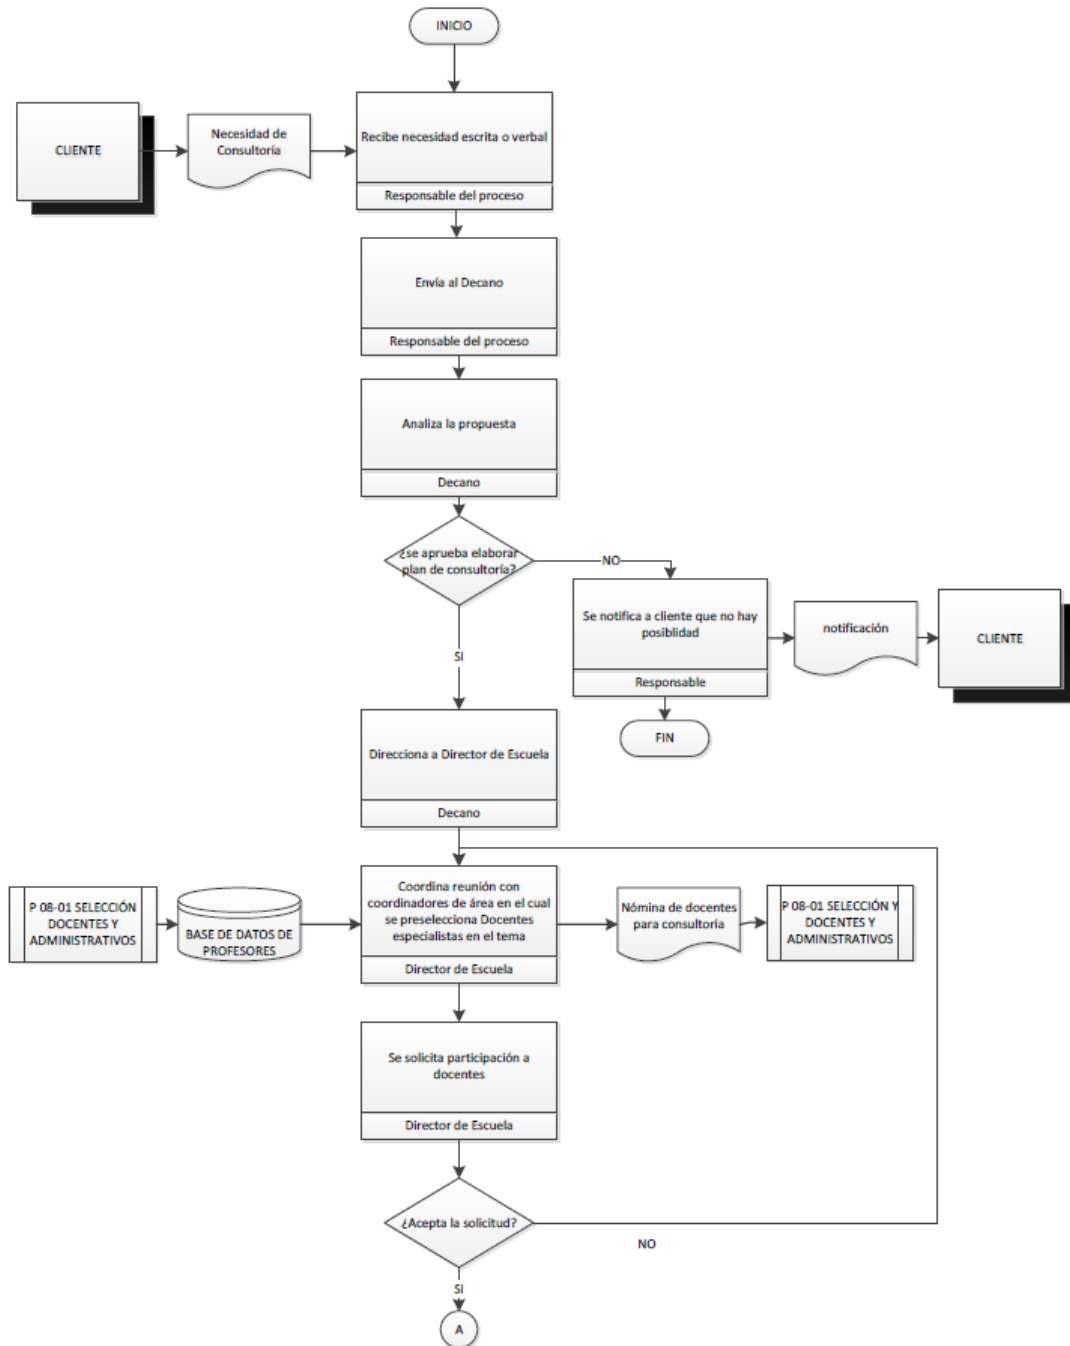 INICIO
CLIENTE
Necesidad de
Consultoría
Recibe necesidad escrita o verbal
Responsable del proceso
Envía al Decano
Responsable del proceso
Analiza la propuesta
Decano
¿se aprueba elaborar
plan de consultoría?
NO
Se notifica a cliente que no hay
posiblidad
Responsable
notificación
CLIENTE
FIN
SI
Direcciona a Director de Escuela
Decano
P 08-01 SELECCIÓN
DOCENTES Y
ADMINISTRATIVOS
BASE DE DATOS DE
PROFESORES
Coordina reunión con
coordinadores de área en el cual
se preselecciona Docentes
especialistas en el tema
Director de Escuela
Nómina de docentes
para consultoría
P 08-01 SELECCIÓN Y
DOCENTES Y
ADMINISTRATIVOS
Se solicita participación a
docentes
Director de Escuela
¿Acepta la solicitud?
NO
SI
A